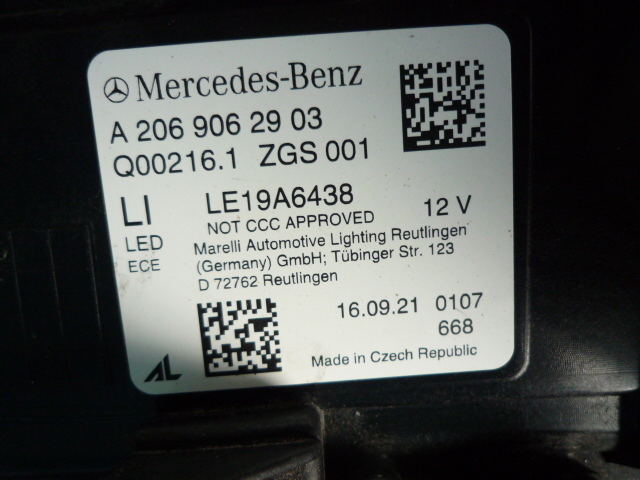 Mercedes-Benz
A 206 906 29 03
Q00216.1 ZGS 001
LI LE19A6438
NOT CCC APPROVED 12 V
LED Marelli Automotive Lighting Reutlingen
ECE (Germany) GmbH; Tübinger Str. 123
D 72762 Reutlingen
16.09.21 0107
668
AL Made in Czech Republic